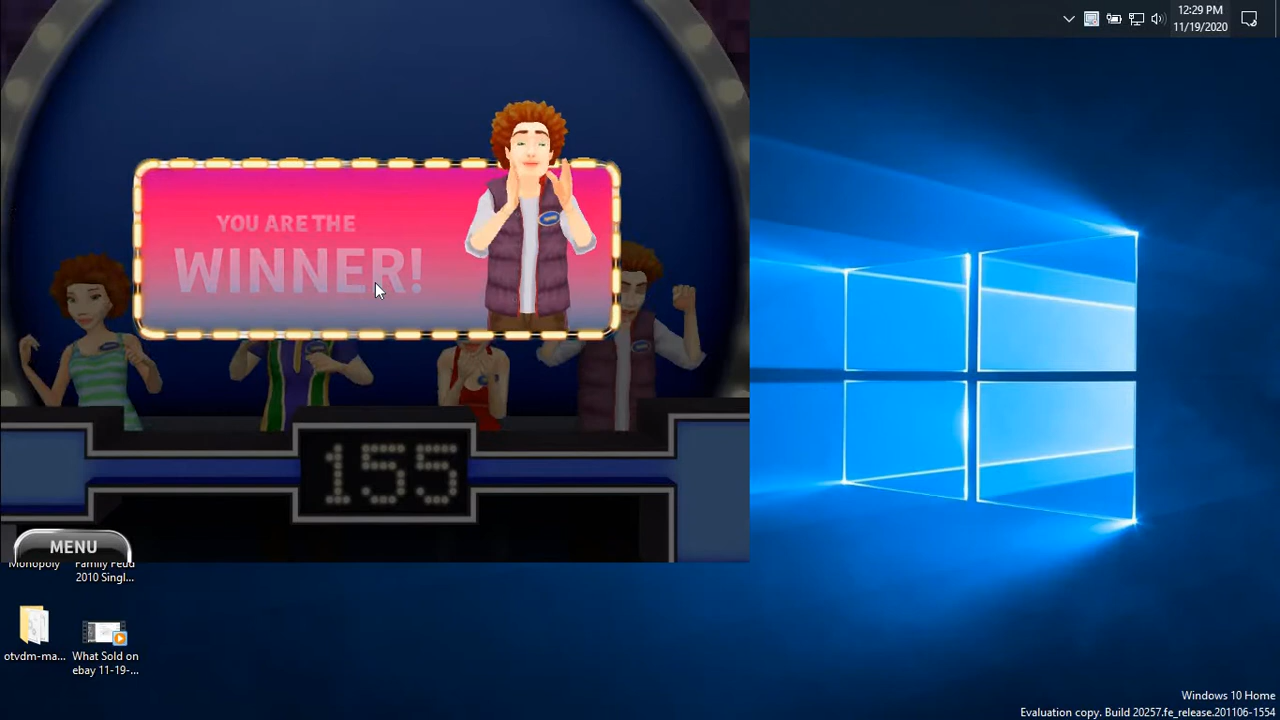 12:29 PM
11/19/2020
YOU ARE THE
WINNER!
155
MENU
Monopoly
Family Feud
2010 Singl...
otvdm-ma...
What Sold on
ebay 11-19-...
Windows 10 Home
Evaluation copy. Build 20257.fe_release.201106-1554